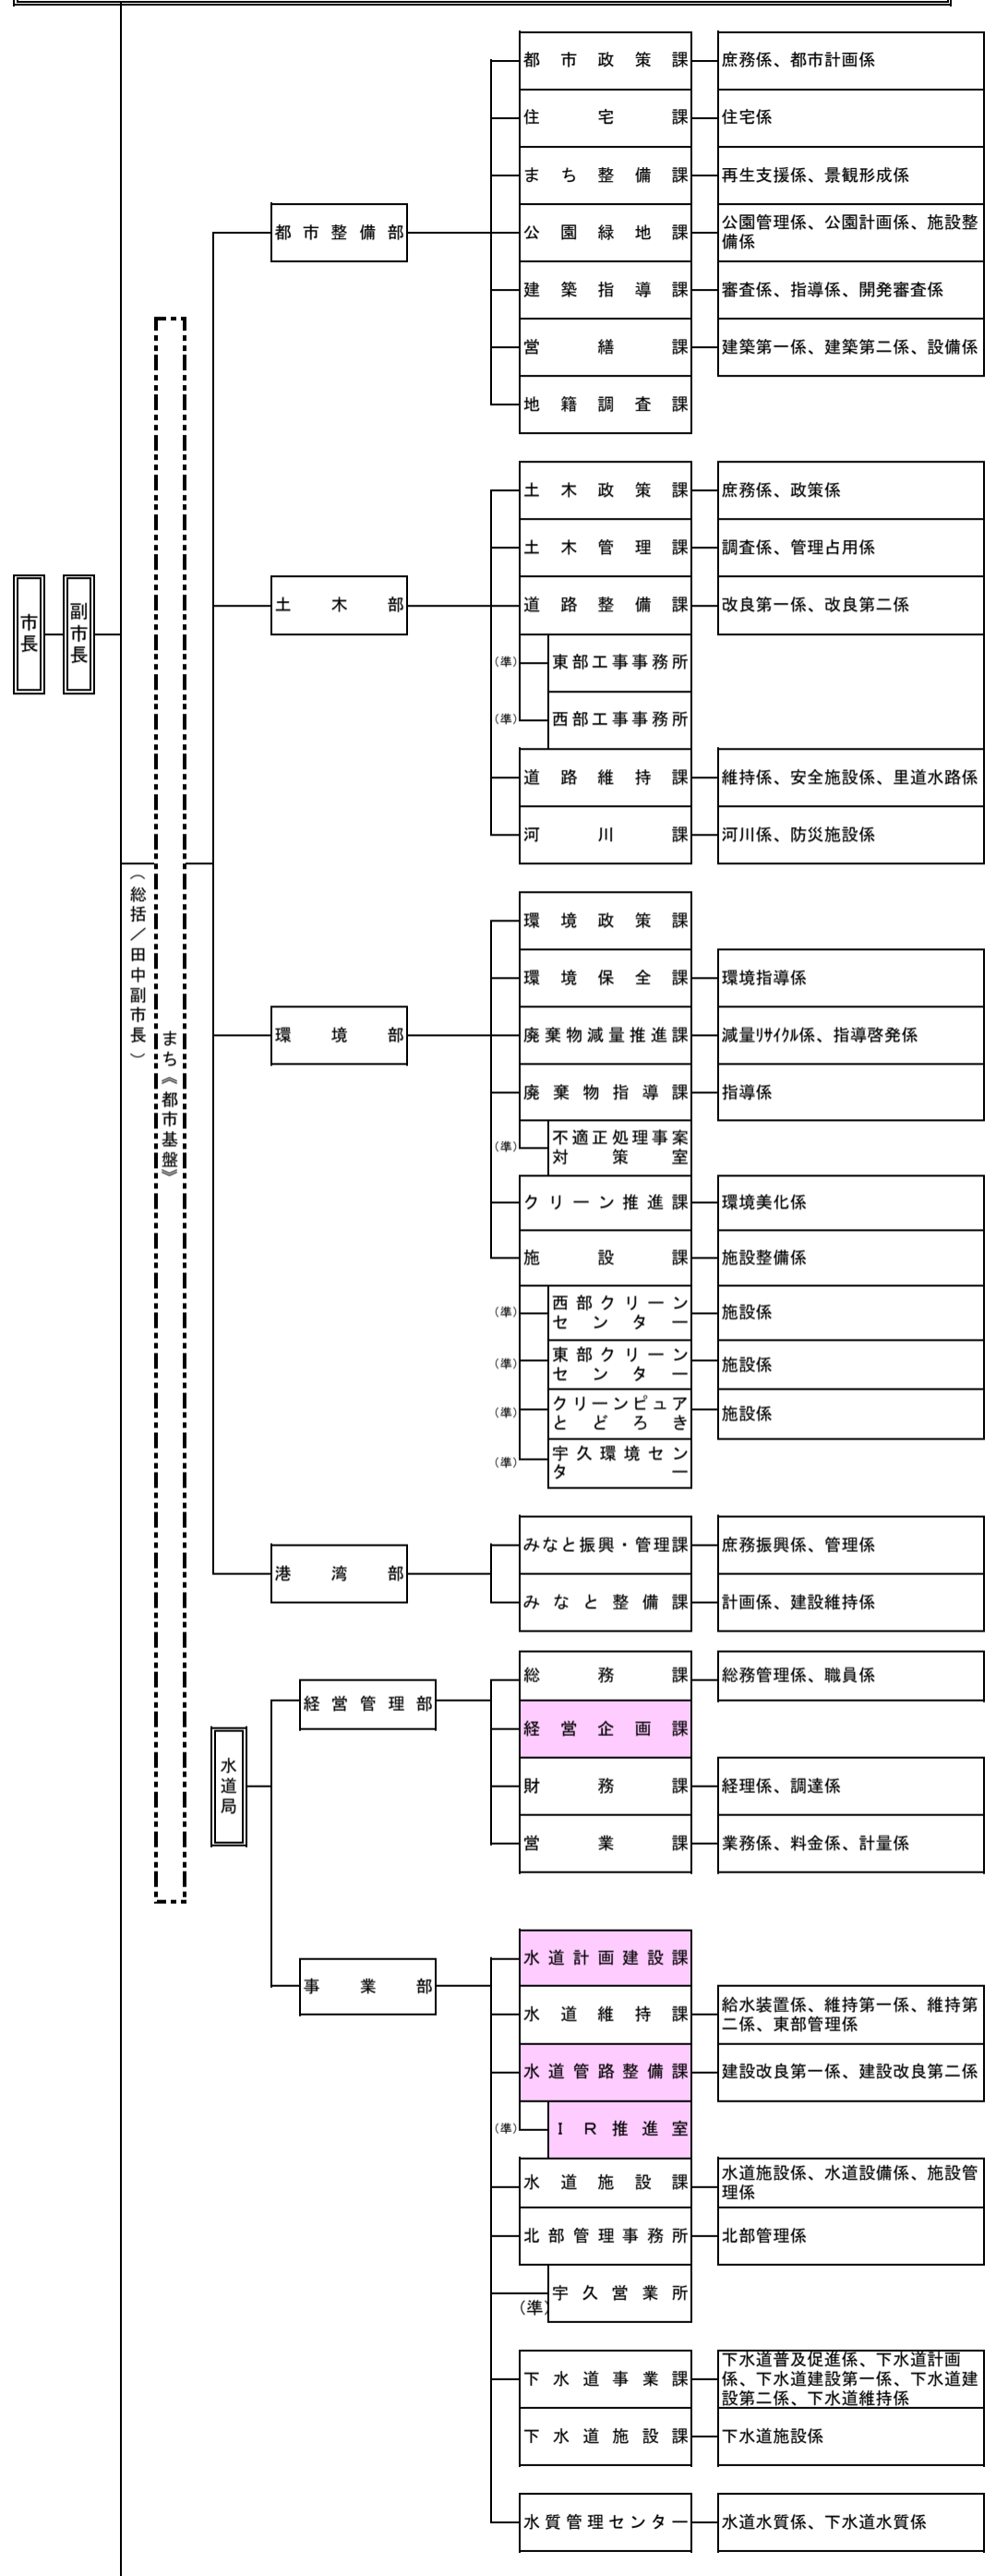 市長
副市長
（総括／田中副市長）
まち《都市基盤》
都市整備部
都市政策課
庶務係、都市計画係
住宅課
住宅係
まち整備課
再生支援係、景観形成係
公園緑地課
公園管理係、公園計画係、施設整
備係
建築指導課
審査係、指導係、開発審査係
営繕課
建築第一係、建築第二係、設備係
地籍調査課
土木部
土木政策課
庶務係、政策係
土木管理課
調査係、管理占用係
道路整備課
改良第一係、改良第二係
（準）
東部工事事務所
（準）
西部工事事務所
道路維持課
維持係、安全施設係、里道水路係
河川課
河川係、防災施設係
環境部
環境政策課
環境保全課
環境指導係
廃棄物減量推進課
減量ﾘｻｲｸﾙ係、指導啓発係
廃棄物指導課
指導係
（準）
不適正処理事案
対策室
クリーン推進課
環境美化係
施設課
施設整備係
（準）
西部クリーン
センター
施設係
（準）
東部クリーン
センター
施設係
（準）
クリーンピュア
とどろき
施設係
（準）
宇久環境セン
ター
港湾部
みなと振興・管理課
庶務振興係、管理係
みなと整備課
計画係、建設維持係
水道局
経営管理部
総務課
総務管理係、職員係
経営企画課
財務課
経理係、調達係
営業課
業務係、料金係、計量係
事業部
水道計画建設課
水道維持課
給水装置係、維持第一係、維持第
二係、東部管理係
水道管路整備課
建設改良第一係、建設改良第二係
（準）
ＩＲ推進室
水道施設課
水道施設係、水道設備係、施設管
理係
北部管理事務所
北部管理係
（準）
宇久営業所
下水道事業課
下水道普及促進係、下水道計画
係、下水道建設第一係、下水道建
設第二係、下水道維持係
下水道施設課
下水道施設係
水質管理センター
水道水質係、下水道水質係